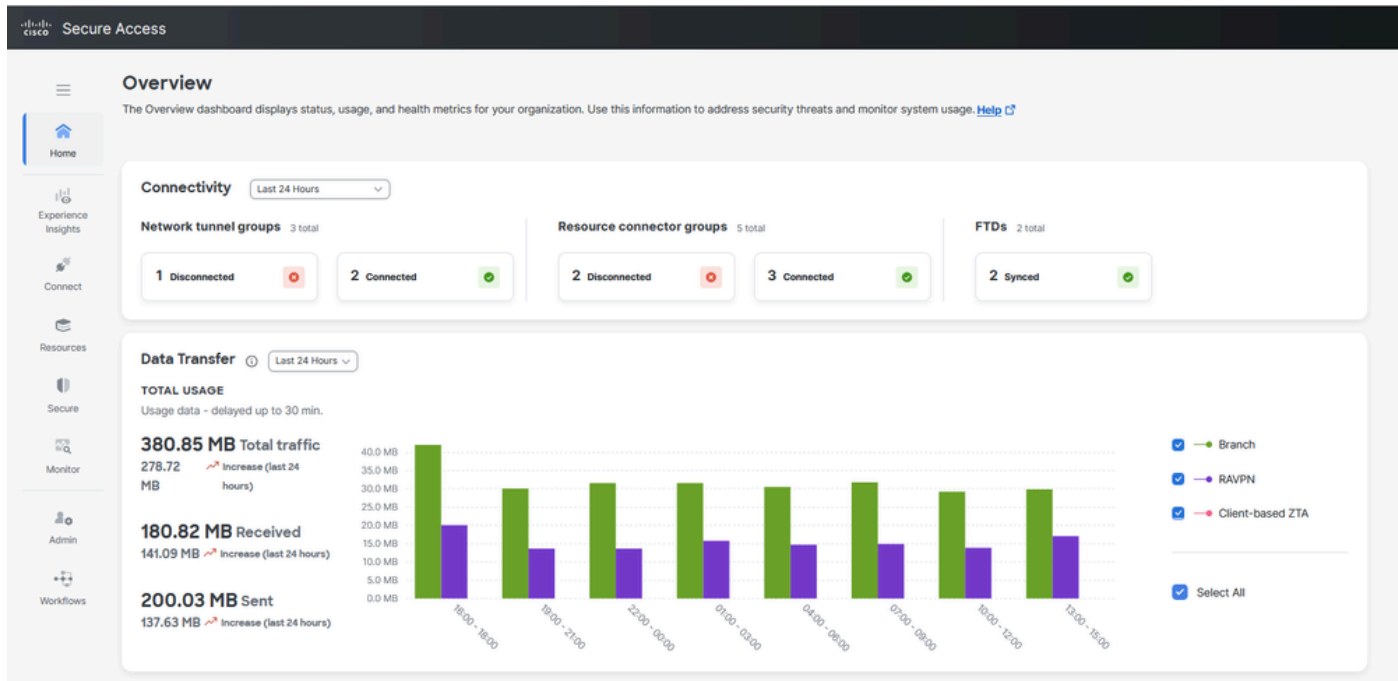 cisco Secure Access
Overview
The Overview dashboard displays status, usage, and health metrics for your organization. Use this information to address security threats and monitor system usage. Help
Home
Experience
Insights
Connect
Resources
Secure
Monitor
Admin
Workflows
Connectivity Last 24 Hours
Network tunnel groups 3 total
1 Disconnected
2 Connected
Resource connector groups 5 total
2 Disconnected
3 Connected
FTDs 2 total
2 Synced
Data Transfer Last 24 Hours
TOTAL USAGE
Usage data - delayed up to 30 min.
380.85 MB Total traffic
278.72 MB Increase (last 24 hours)
180.82 MB Received
141.09 MB Increase (last 24 hours)
200.03 MB Sent
137.63 MB Increase (last 24 hours)
40.0 MB
35.0 MB
30.0 MB
25.0 MB
20.0 MB
15.0 MB
10.0 MB
5.0 MB
0.0 MB
16:00 - 18:00
19:00 - 21:00
22:00 - 00:00
01:00 - 03:00
04:00 - 06:00
07:00 - 09:00
10:00 - 12:00
13:00 - 15:00
Branch
RAVPN
Client-based ZTA
Select All